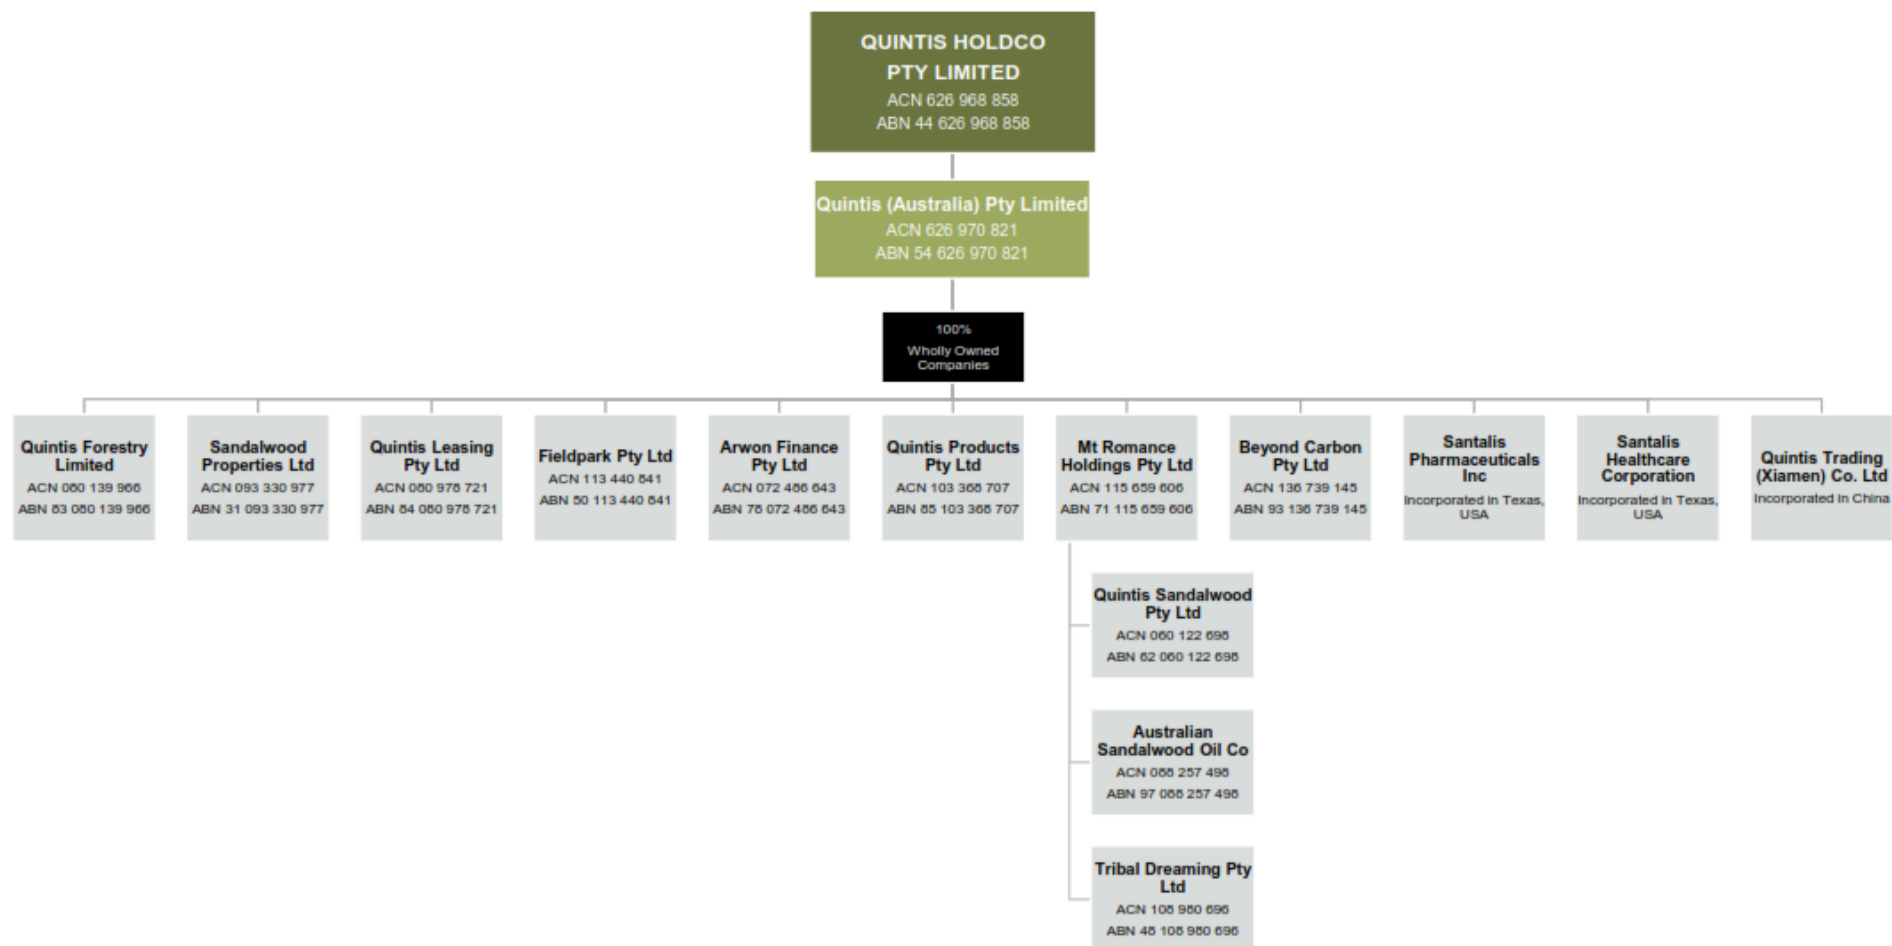 QUINTIS HOLDCO
PTY LIMITED
ACN 626 968 858
ABN 44 626 968 858
Quintis (Australia) Pty Limited
ACN 626 970 821
ABN 54 626 970 821
100%
Wholly Owned
Companies
Quintis Forestry
Limited
ACN 080 139 966
ABN 83 080 139 966
Sandalwood
Properties Ltd
ACN 093 330 977
ABN 31 093 330 977
Quintis Leasing
Pty Ltd
ACN 080 978 721
ABN 84 080 978 721
Fieldpark Pty Ltd
ACN 113 440 841
ABN 50 113 440 841
Arwon Finance
Pty Ltd
ACN 072 486 643
ABN 78 072 486 643
Quintis Products
Pty Ltd
ACN 103 368 707
ABN 85 103 368 707
Mt Romance
Holdings Pty Ltd
ACN 115 659 606
ABN 71 115 659 606
Beyond Carbon
Pty Ltd
ACN 136 739 145
ABN 93 136 739 145
Santalis
Pharmaceuticals
Inc
Incorporated in Texas,
USA
Santalis
Healthcare
Corporation
Incorporated in Texas,
USA
Quintis Trading
(Xiamen) Co. Ltd
Incorporated in China
Quintis Sandalwood
Pty Ltd
ACN 060 122 698
ABN 62 060 122 698
Australian
Sandalwood Oil Co
ACN 088 257 498
ABN 97 088 257 498
Tribal Dreaming Pty
Ltd
ACN 108 980 696
ABN 48 108 980 696